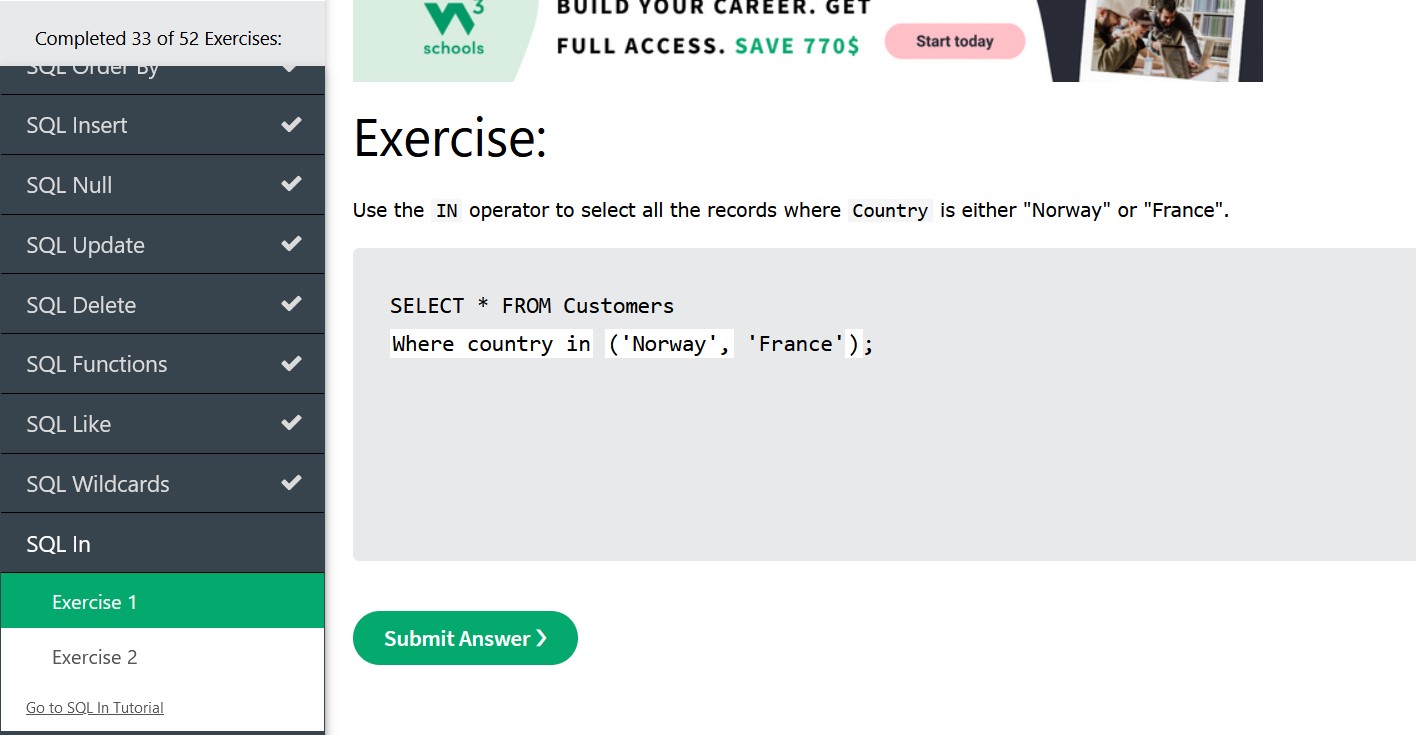 Completed 33 of 52 Exercises:
SQL Order By
SQL Insert
SQL Null
SQL Update
SQL Delete
SQL Functions
SQL Like
SQL Wildcards
SQL In
Exercise 1
Exercise 2
Go to SQL In Tutorial
3
schools
BUILD YOUR CAREER. GET
FULL ACCESS. SAVE 770$
Start today
Exercise:
Use the IN operator to select all the records where Country is either "Norway" or "France".
SELECT * FROM Customers
Where country in ('Norway', 'France');
Submit Answer ❯